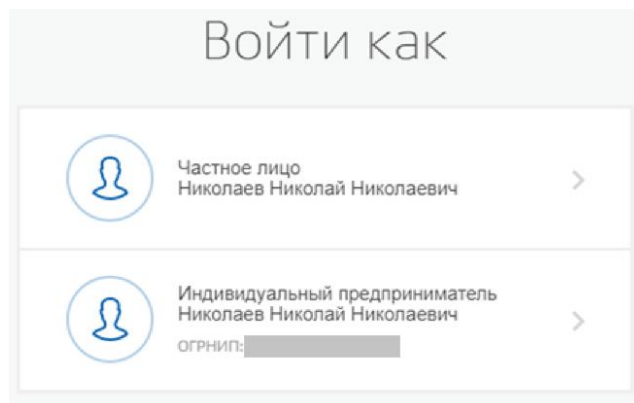 Войти как
Частное лицо
Николаев Николай Николаевич
Индивидуальный предприниматель
Николаев Николай Николаевич
ОГРНИП: